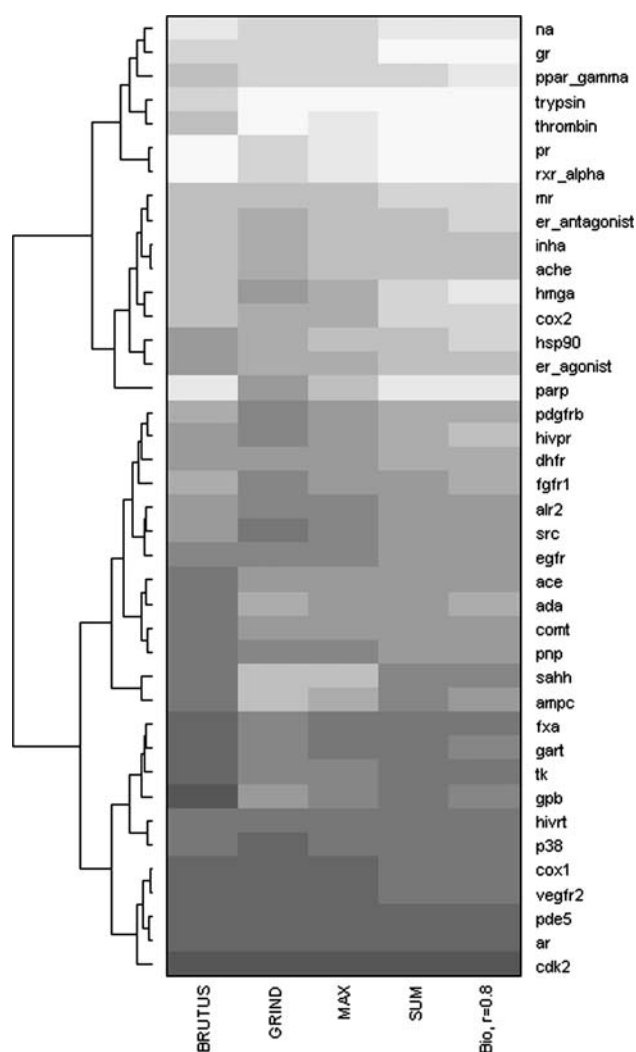 na
gr
ppar_gamma
trypsin
thrombin
pr
rxr_alpha
mr
er_antagonist
inha
ache
hmga
cox2
hsp90
er_agonist
parp
pdgfrb
hivpr
dhfr
fgfr1
alr2
src
egfr
ace
ada
comt
pnp
sahh
ampc
fxa
gart
tk
gpb
hivrt
p38
cox1
vegfr2
pde5
ar
cdk2
BRUTUS
GRIND
MAX
SUM
Bio, r=0.8